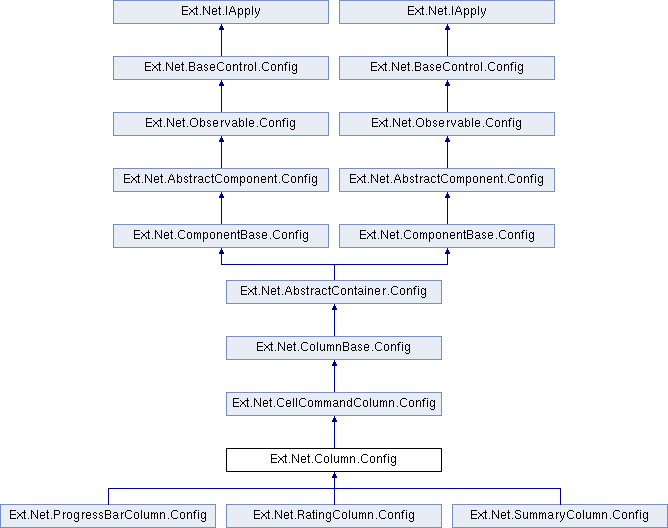 Ext.Net.IApply
Ext.Net.IApply
Ext.Net.BaseControl.Config
Ext.Net.BaseControl.Config
Ext.Net.Observable.Config
Ext.Net.Observable.Config
Ext.Net.AbstractComponent.Config
Ext.Net.AbstractComponent.Config
Ext.Net.ComponentBase.Config
Ext.Net.ComponentBase.Config
Ext.Net.AbstractContainer.Config
Ext.Net.ColumnBase.Config
Ext.Net.CellCommandColumn.Config
Ext.Net.Column.Config
Ext.Net.ProgressBarColumn.Config
Ext.Net.RatingColumn.Config
Ext.Net.SummaryColumn.Config